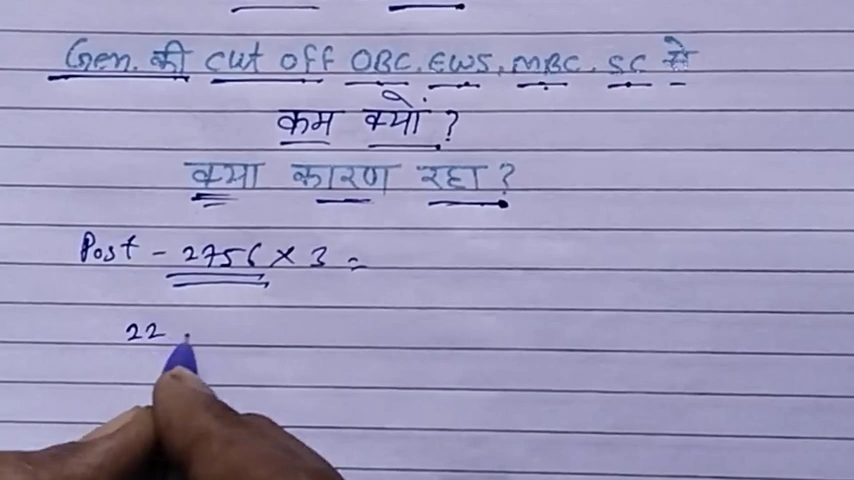 Gen. की cut off OBC, EWS, MBC, SC से
कम क्यों ?
क्या कारण रहा ?
Post - 2756 × 3 =
22